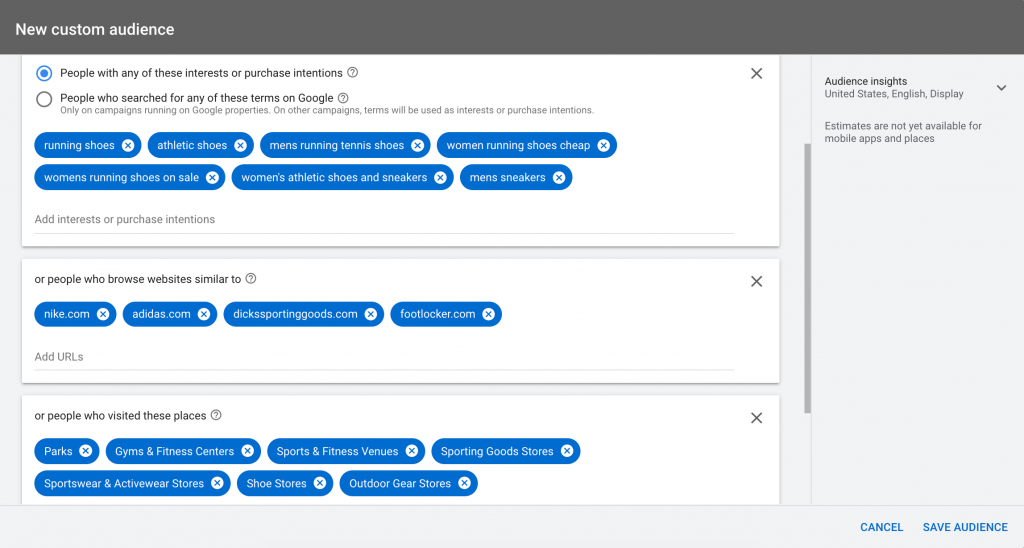 New custom audience
People with any of these interests or purchase intentions
People who searched for any of these terms on Google
Only on campaigns running on Google properties. On other campaigns, terms will be used as interests or purchase intentions.
running shoes
athletic shoes
mens running tennis shoes
women running shoes cheap
womens running shoes on sale
women's athletic shoes and sneakers
mens sneakers
Add interests or purchase intentions
or people who browse websites similar to
nike.com
adidas.com
dickssportinggoods.com
footlocker.com
Add URLs
or people who visited these places
Parks
Gyms & Fitness Centers
Sports & Fitness Venues
Sporting Goods Stores
Sportswear & Activewear Stores
Shoe Stores
Outdoor Gear Stores
Audience insights
United States, English, Display
Estimates are not yet available for
mobile apps and places
CANCEL
SAVE AUDIENCE